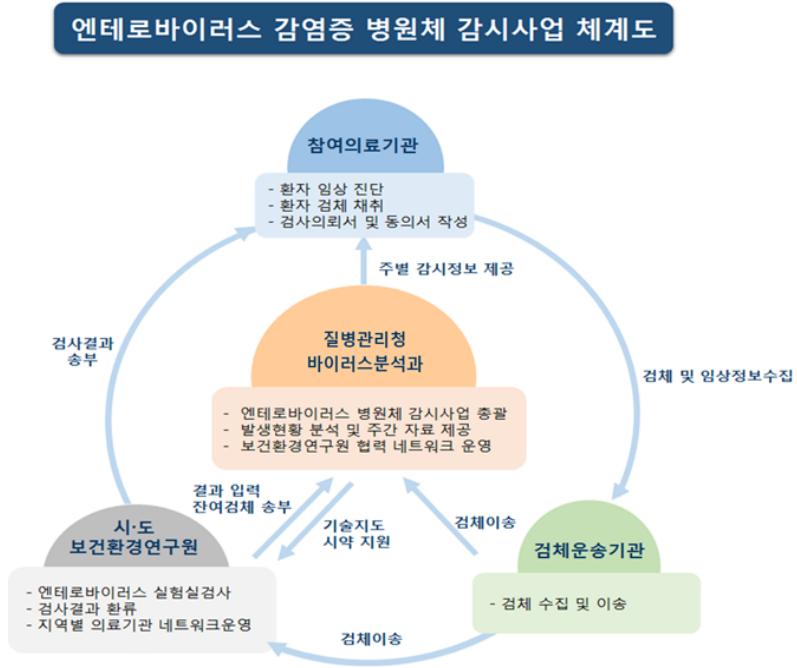 엔테로바이러스 감염증 병원체 감시사업 체계도
참여의료기관
- 환자 임상 진단
- 환자 검체 채취
- 검사의뢰서 및 동의서 작성
주별 감시정보 제공
검사결과
송부
질병관리청
바이러스분석과
검체 및 임상정보수집
- 엔테로바이러스 병원체 감시사업 총괄
- 발생현황 분석 및 주간 자료 제공
- 보건환경연구원 협력 네트워크 운영
결과 입력
잔여검체 송부
기술지도
시약 지원
검체이송
시·도
보건환경연구원
- 엔테로바이러스 실험실검사
- 검사결과 환류
- 지역별 의료기관 네트워크운영
검체운송기관
- 검체 수집 및 이송
검체이송